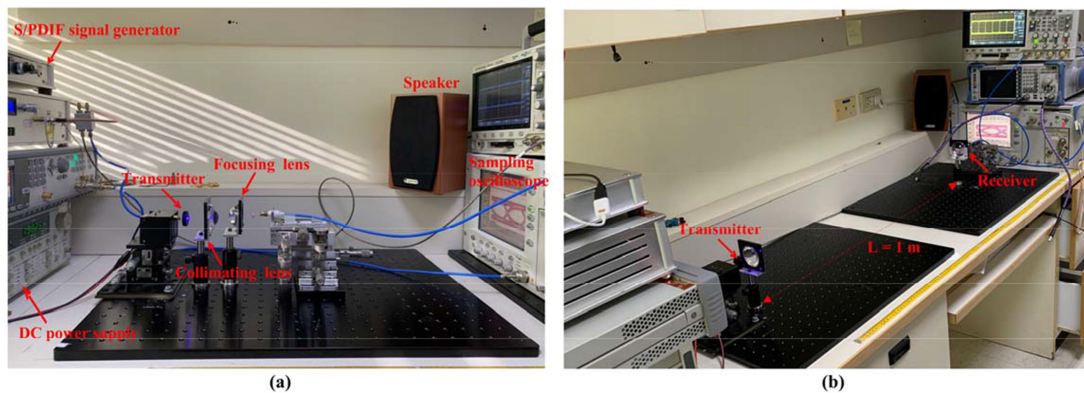 S/PDIF signal generator
Speaker
Focusing lens
Transmitter
Sampling
oscilloscope
Collimating lens
DC power supply
(a)
Receiver
Transmitter
L = 1 m
(b)